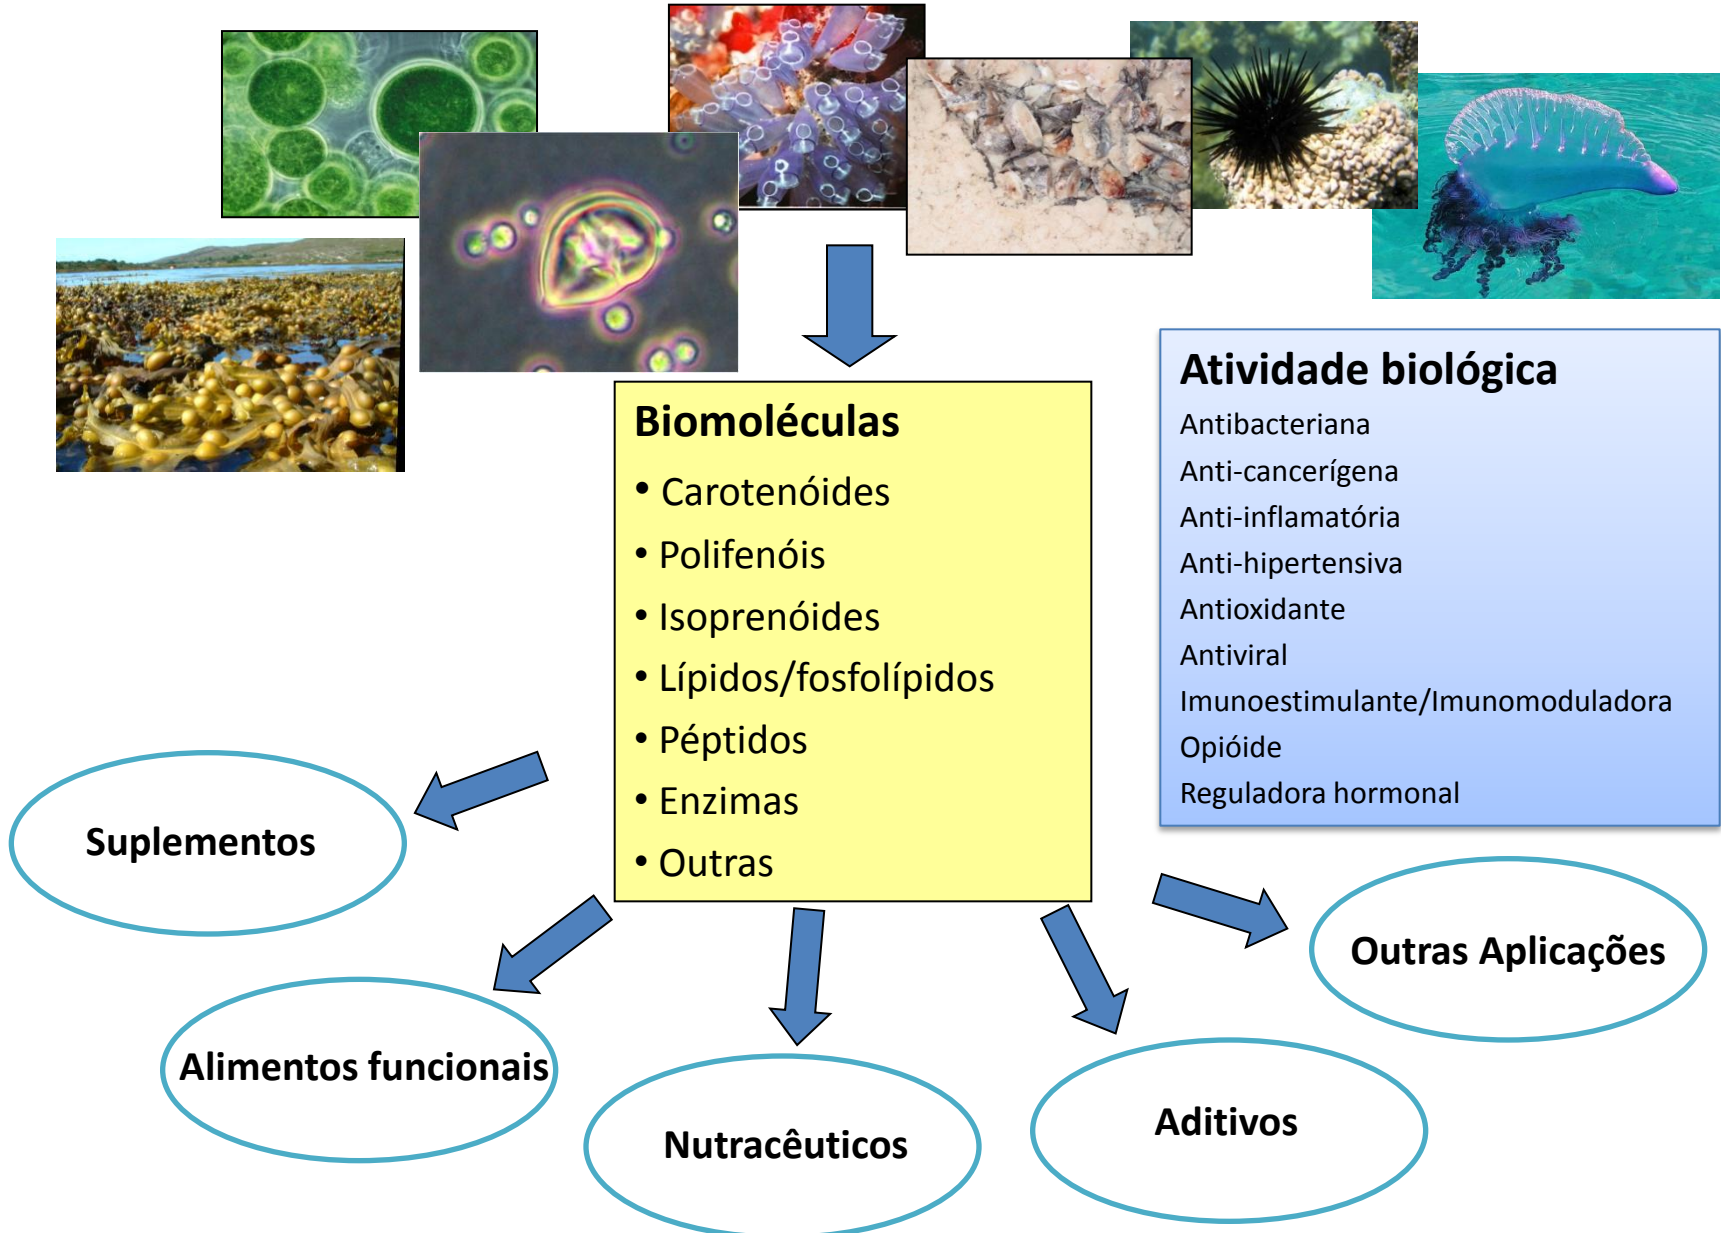 Biomoléculas
• Carotenóides
• Polifenóis
• Isoprenóides
• Lípidos/fosfolípidos
• Péptidos
• Enzimas
• Outras
Atividade biológica
Antibacteriana
Anti-cancerígena
Anti-inflamatória
Anti-hipertensiva
Antioxidante
Antiviral
Imunoestimulante/Imunomoduladora
Opióide
Reguladora hormonal
Suplementos
Alimentos funcionais
Nutracêuticos
Aditivos
Outras Aplicações